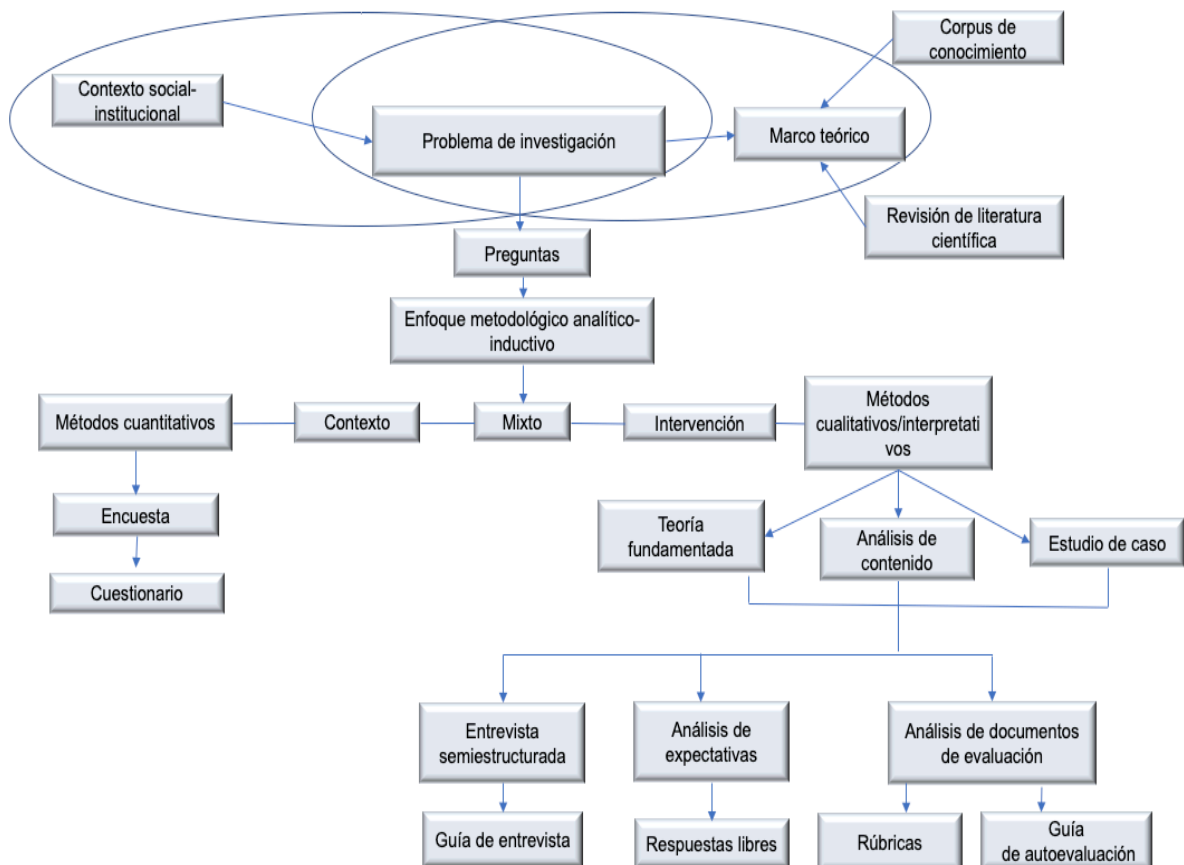 Corpus de
conocimiento
Contexto social-
institucional
Problema de investigación
Marco teórico
Revisión de literatura
científica
Preguntas
Enfoque metodológico analítico-
inductivo
Métodos cuantitativos
Contexto
Mixto
Intervención
Métodos
cualitativos/interpretati
vos
Encuesta
Cuestionario
Teoría
fundamentada
Análisis de
contenido
Estudio de caso
Entrevista
semiestructurada
Análisis de
expectativas
Análisis de documentos
de evaluación
Guía de entrevista
Respuestas libres
Rúbricas
Guía
de autoevaluación